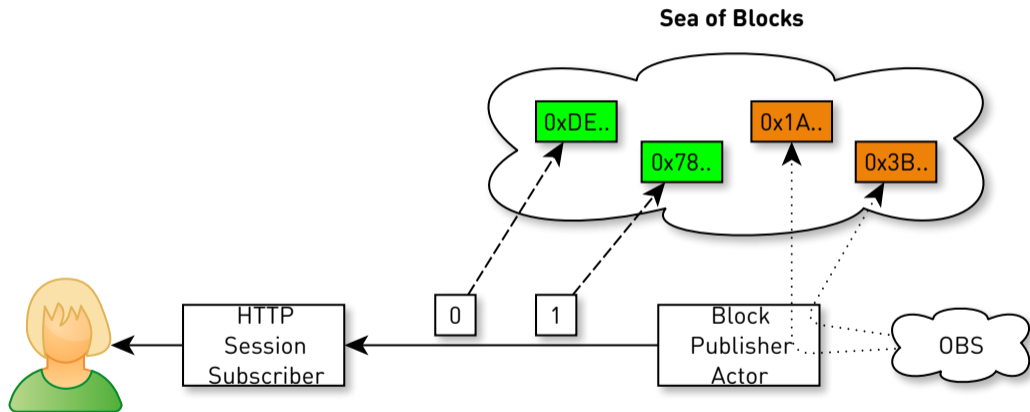 Sea of Blocks
0xDE..
0x1A..
0x78..
0x3B..
0
1
HTTP
Session
Subscriber
Block
Publisher
Actor
OBS